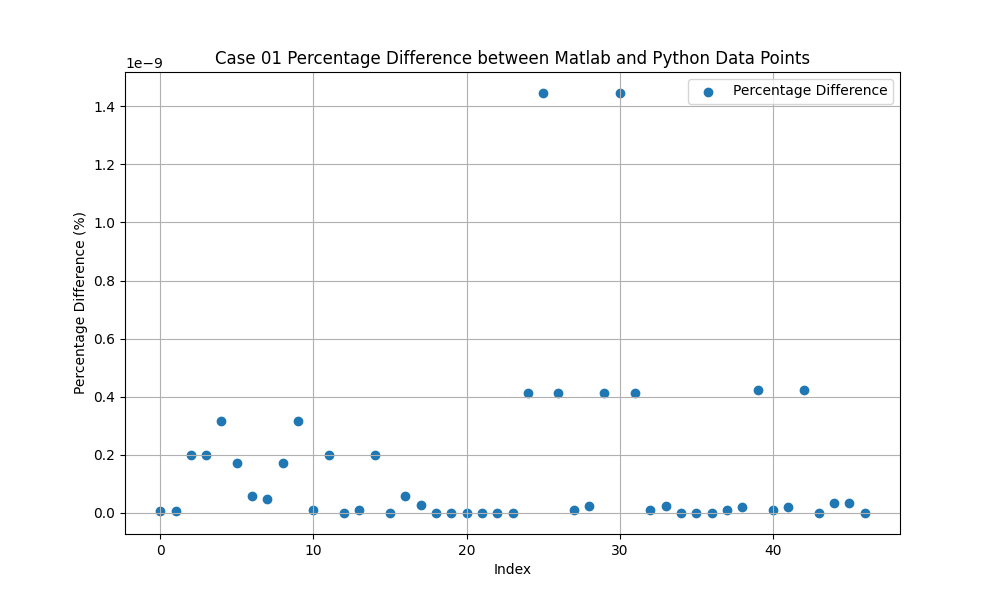 Case 01 Percentage Difference between Matlab and Python Data Points
1e−9
Percentage Difference
1.4
1.2
1.0
0.8
0.6
0.4
0.2
0.0
Percentage Difference (%)
0 10 20 30 40
Index